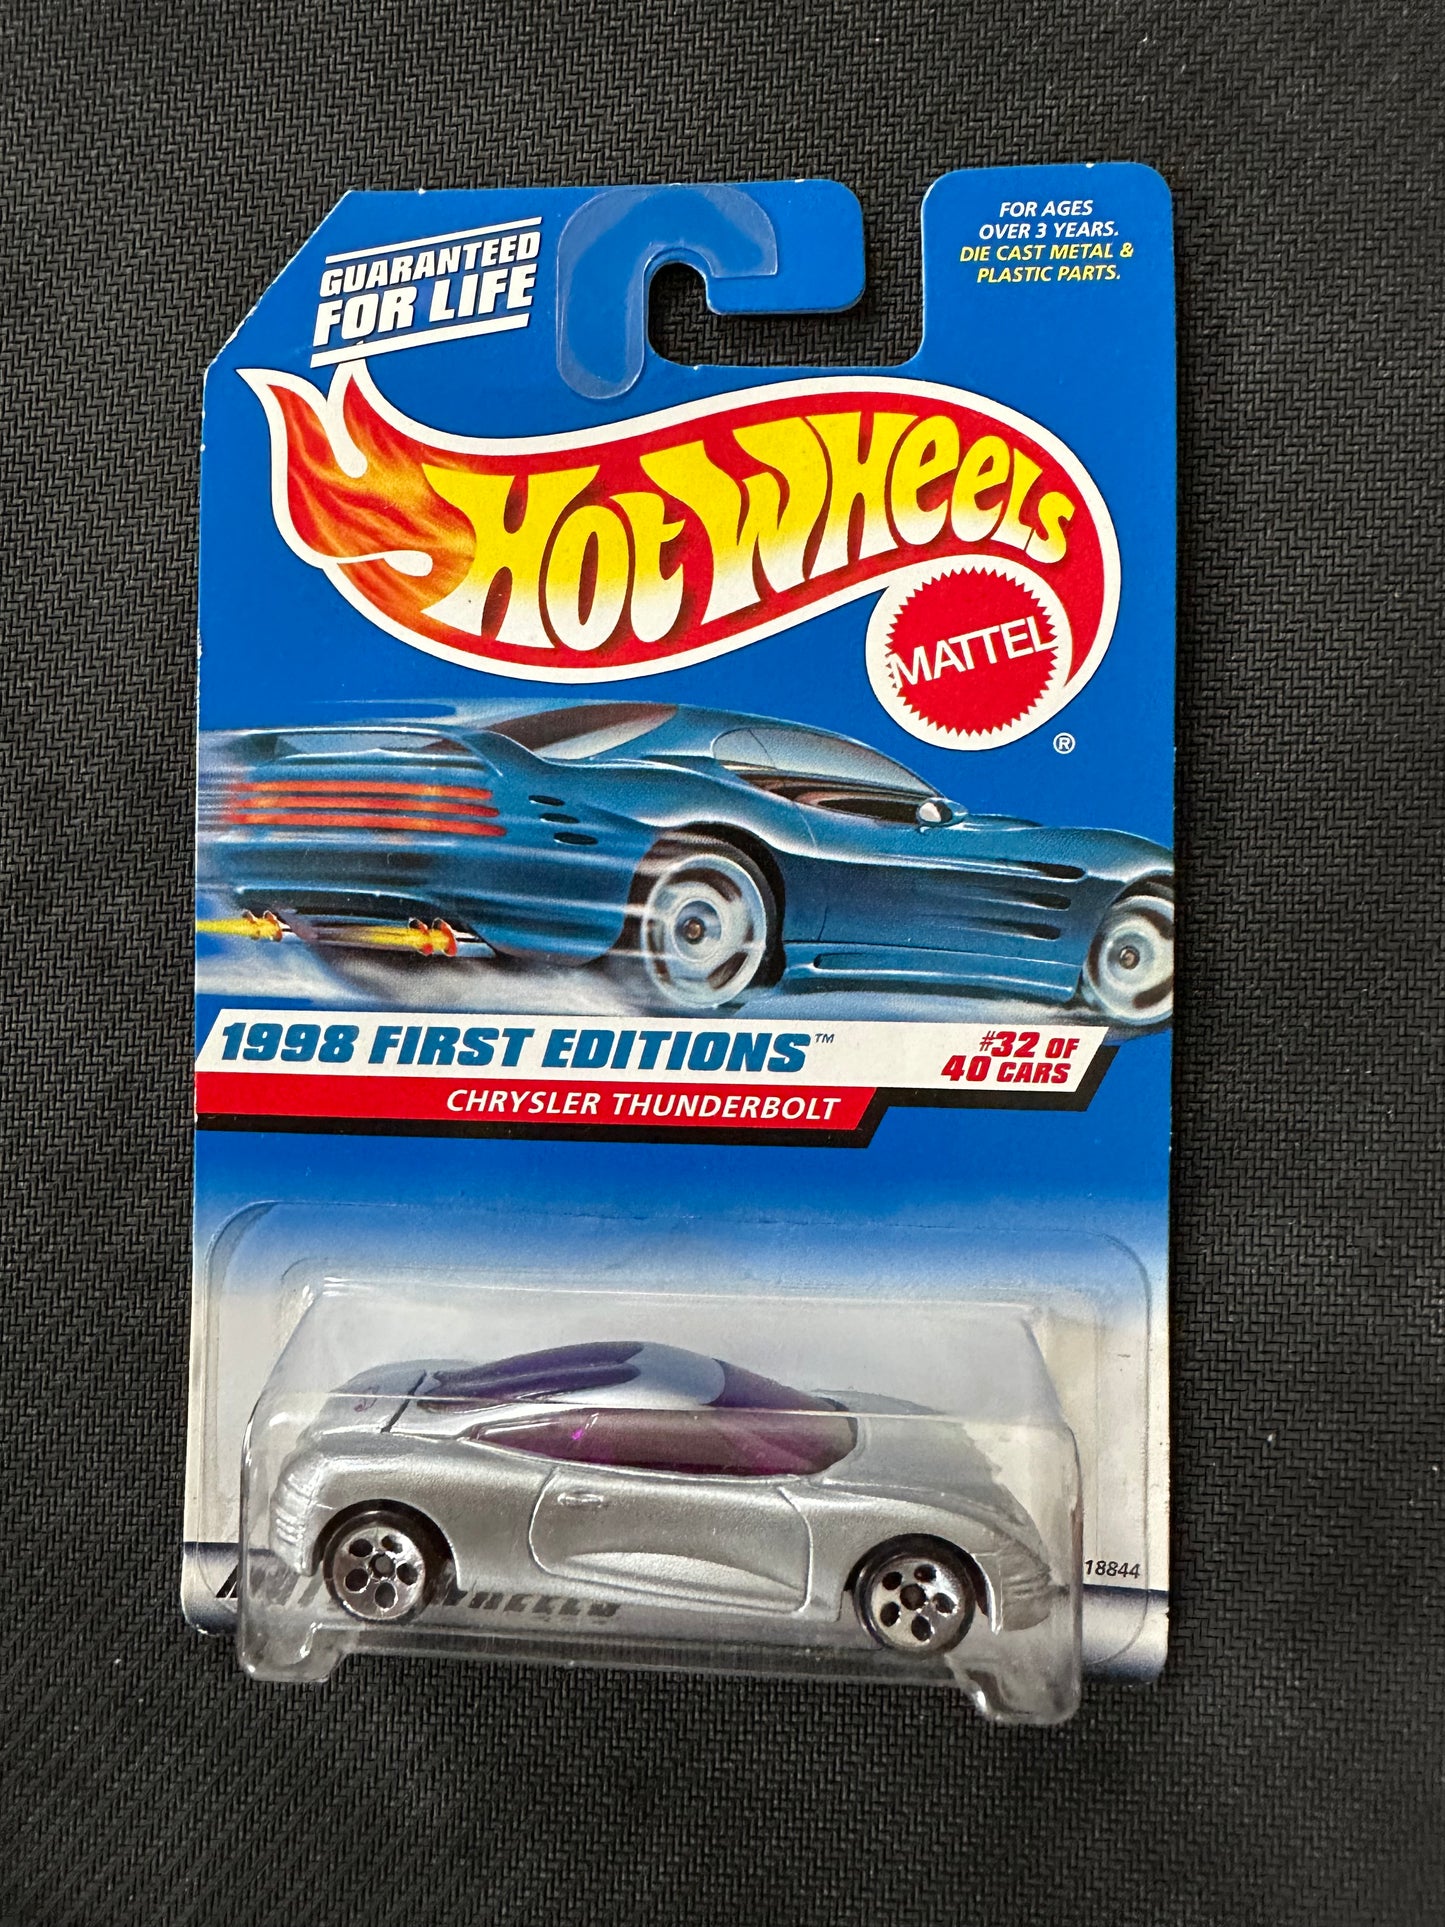 GUARANTEED
FOR LIFE
FOR AGES
OVER 3 YEARS.
DIE CAST METAL &
PLASTIC PARTS.
HOT WHEELS
MATTEL
®
1998 FIRST EDITIONS™
#32 OF
40 CARS
CHRYSLER THUNDERBOLT
18844
WHEELS